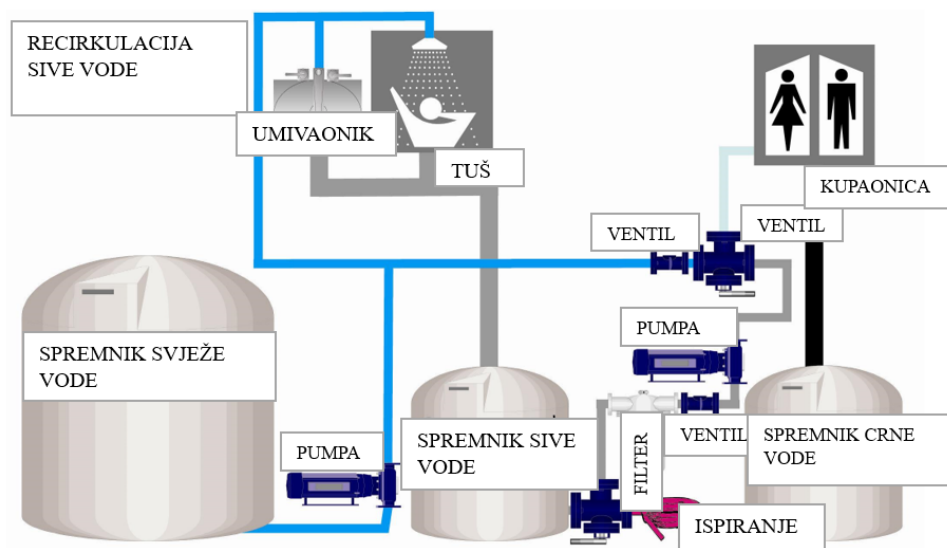 RECIRKULACIJA
SIVE VODE
UMIVAONIK
TUŠ
KUPAONICA
VENTIL
VENTIL
PUMPA
SPREMNIK SVJEŽE
VODE
PUMPA
SPREMNIK SIVE
VODE
FILTER
VENTIL
SPREMNIK CRNE
VODE
ISPIRANJE